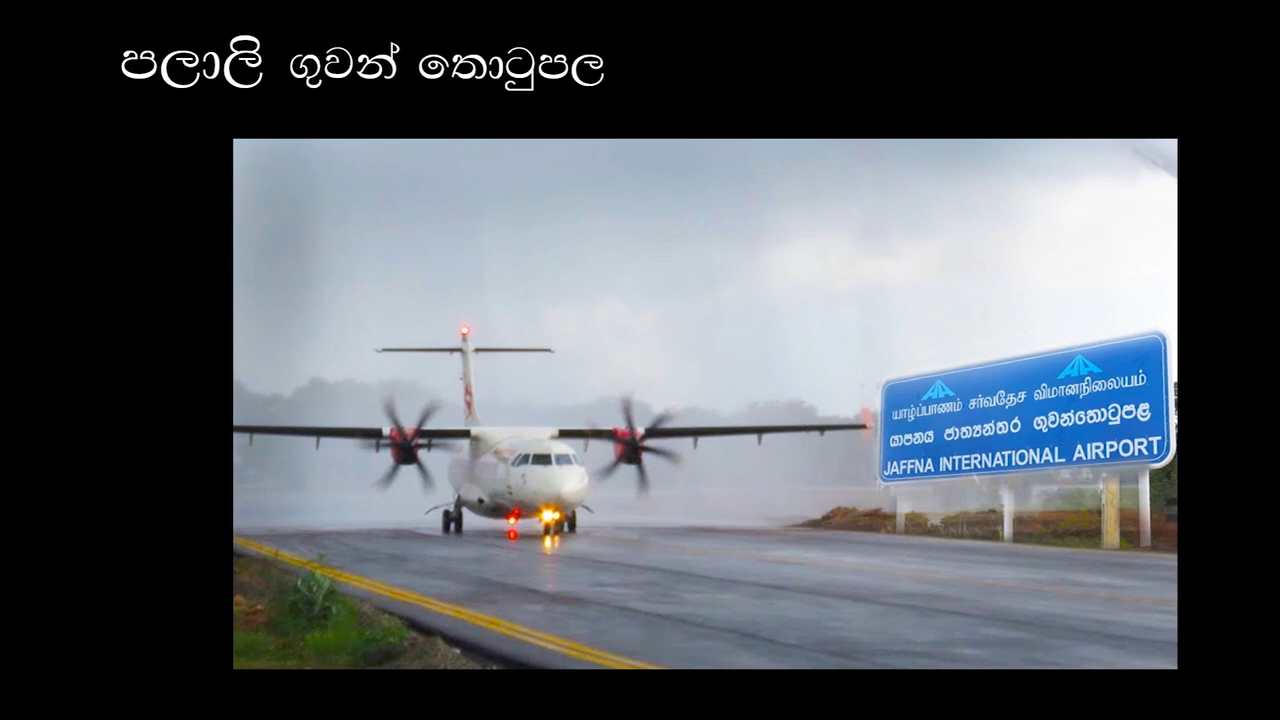 පලාලි ගුවන් තොටුපල
யாழ்ப்பாணம் சர்வதேச விமானநிலையம்
යාපනය ජාත්‍යන්තර ගුවන්තොටුපළ
JAFFNA INTERNATIONAL AIRPORT